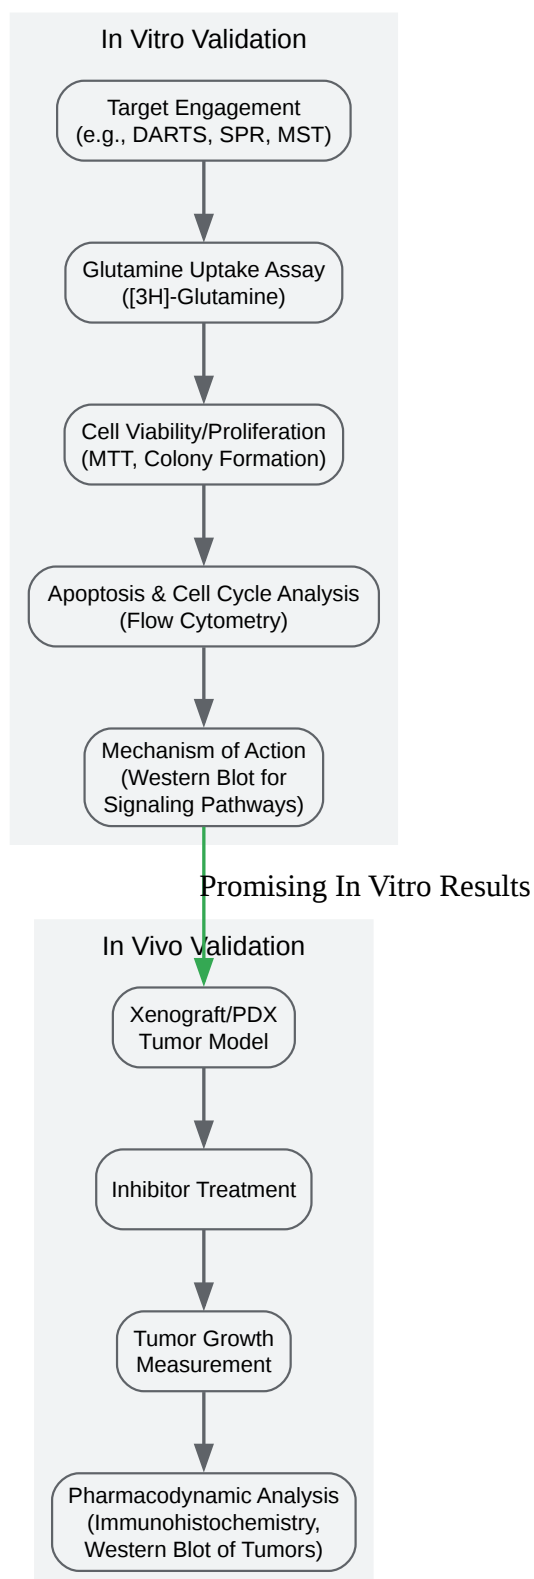 In Vitro Validation
Target Engagement
(e.g., DARTS, SPR, MST)
Glutamine Uptake Assay
([3H]-Glutamine)
Cell Viability/Proliferation
(MTT, Colony Formation)
Apoptosis & Cell Cycle Analysis
(Flow Cytometry)
Mechanism of Action
(Western Blot for
Signaling Pathways)
Promising In Vitro Results
In Vivo Validation
Xenograft/PDX
Tumor Model
Inhibitor Treatment
Tumor Growth
Measurement
Pharmacodynamic Analysis
(Immunohistochemistry,
Western Blot of Tumors)